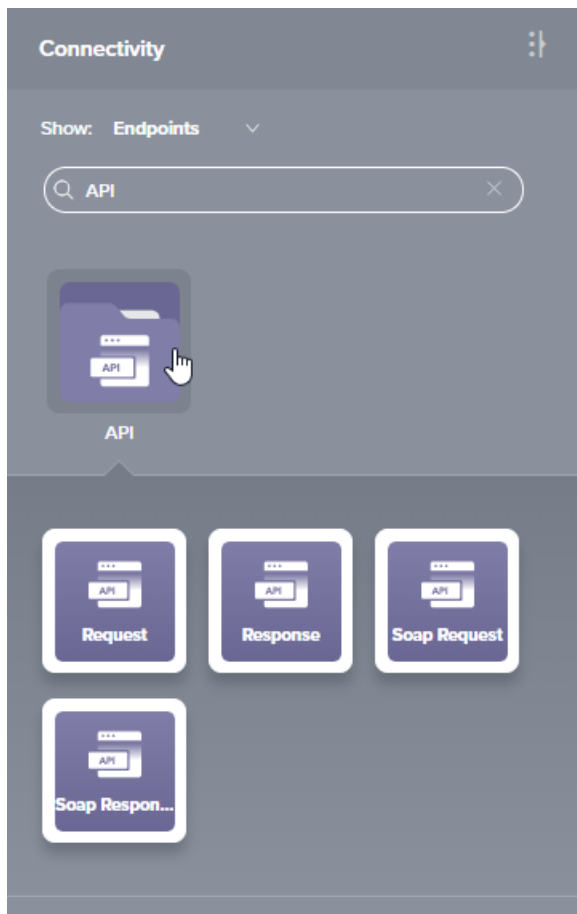 Connectivity
Show: Endpoints
API
API
API
API
Request
API
Response
API
Soap Request
API
Soap Respon...